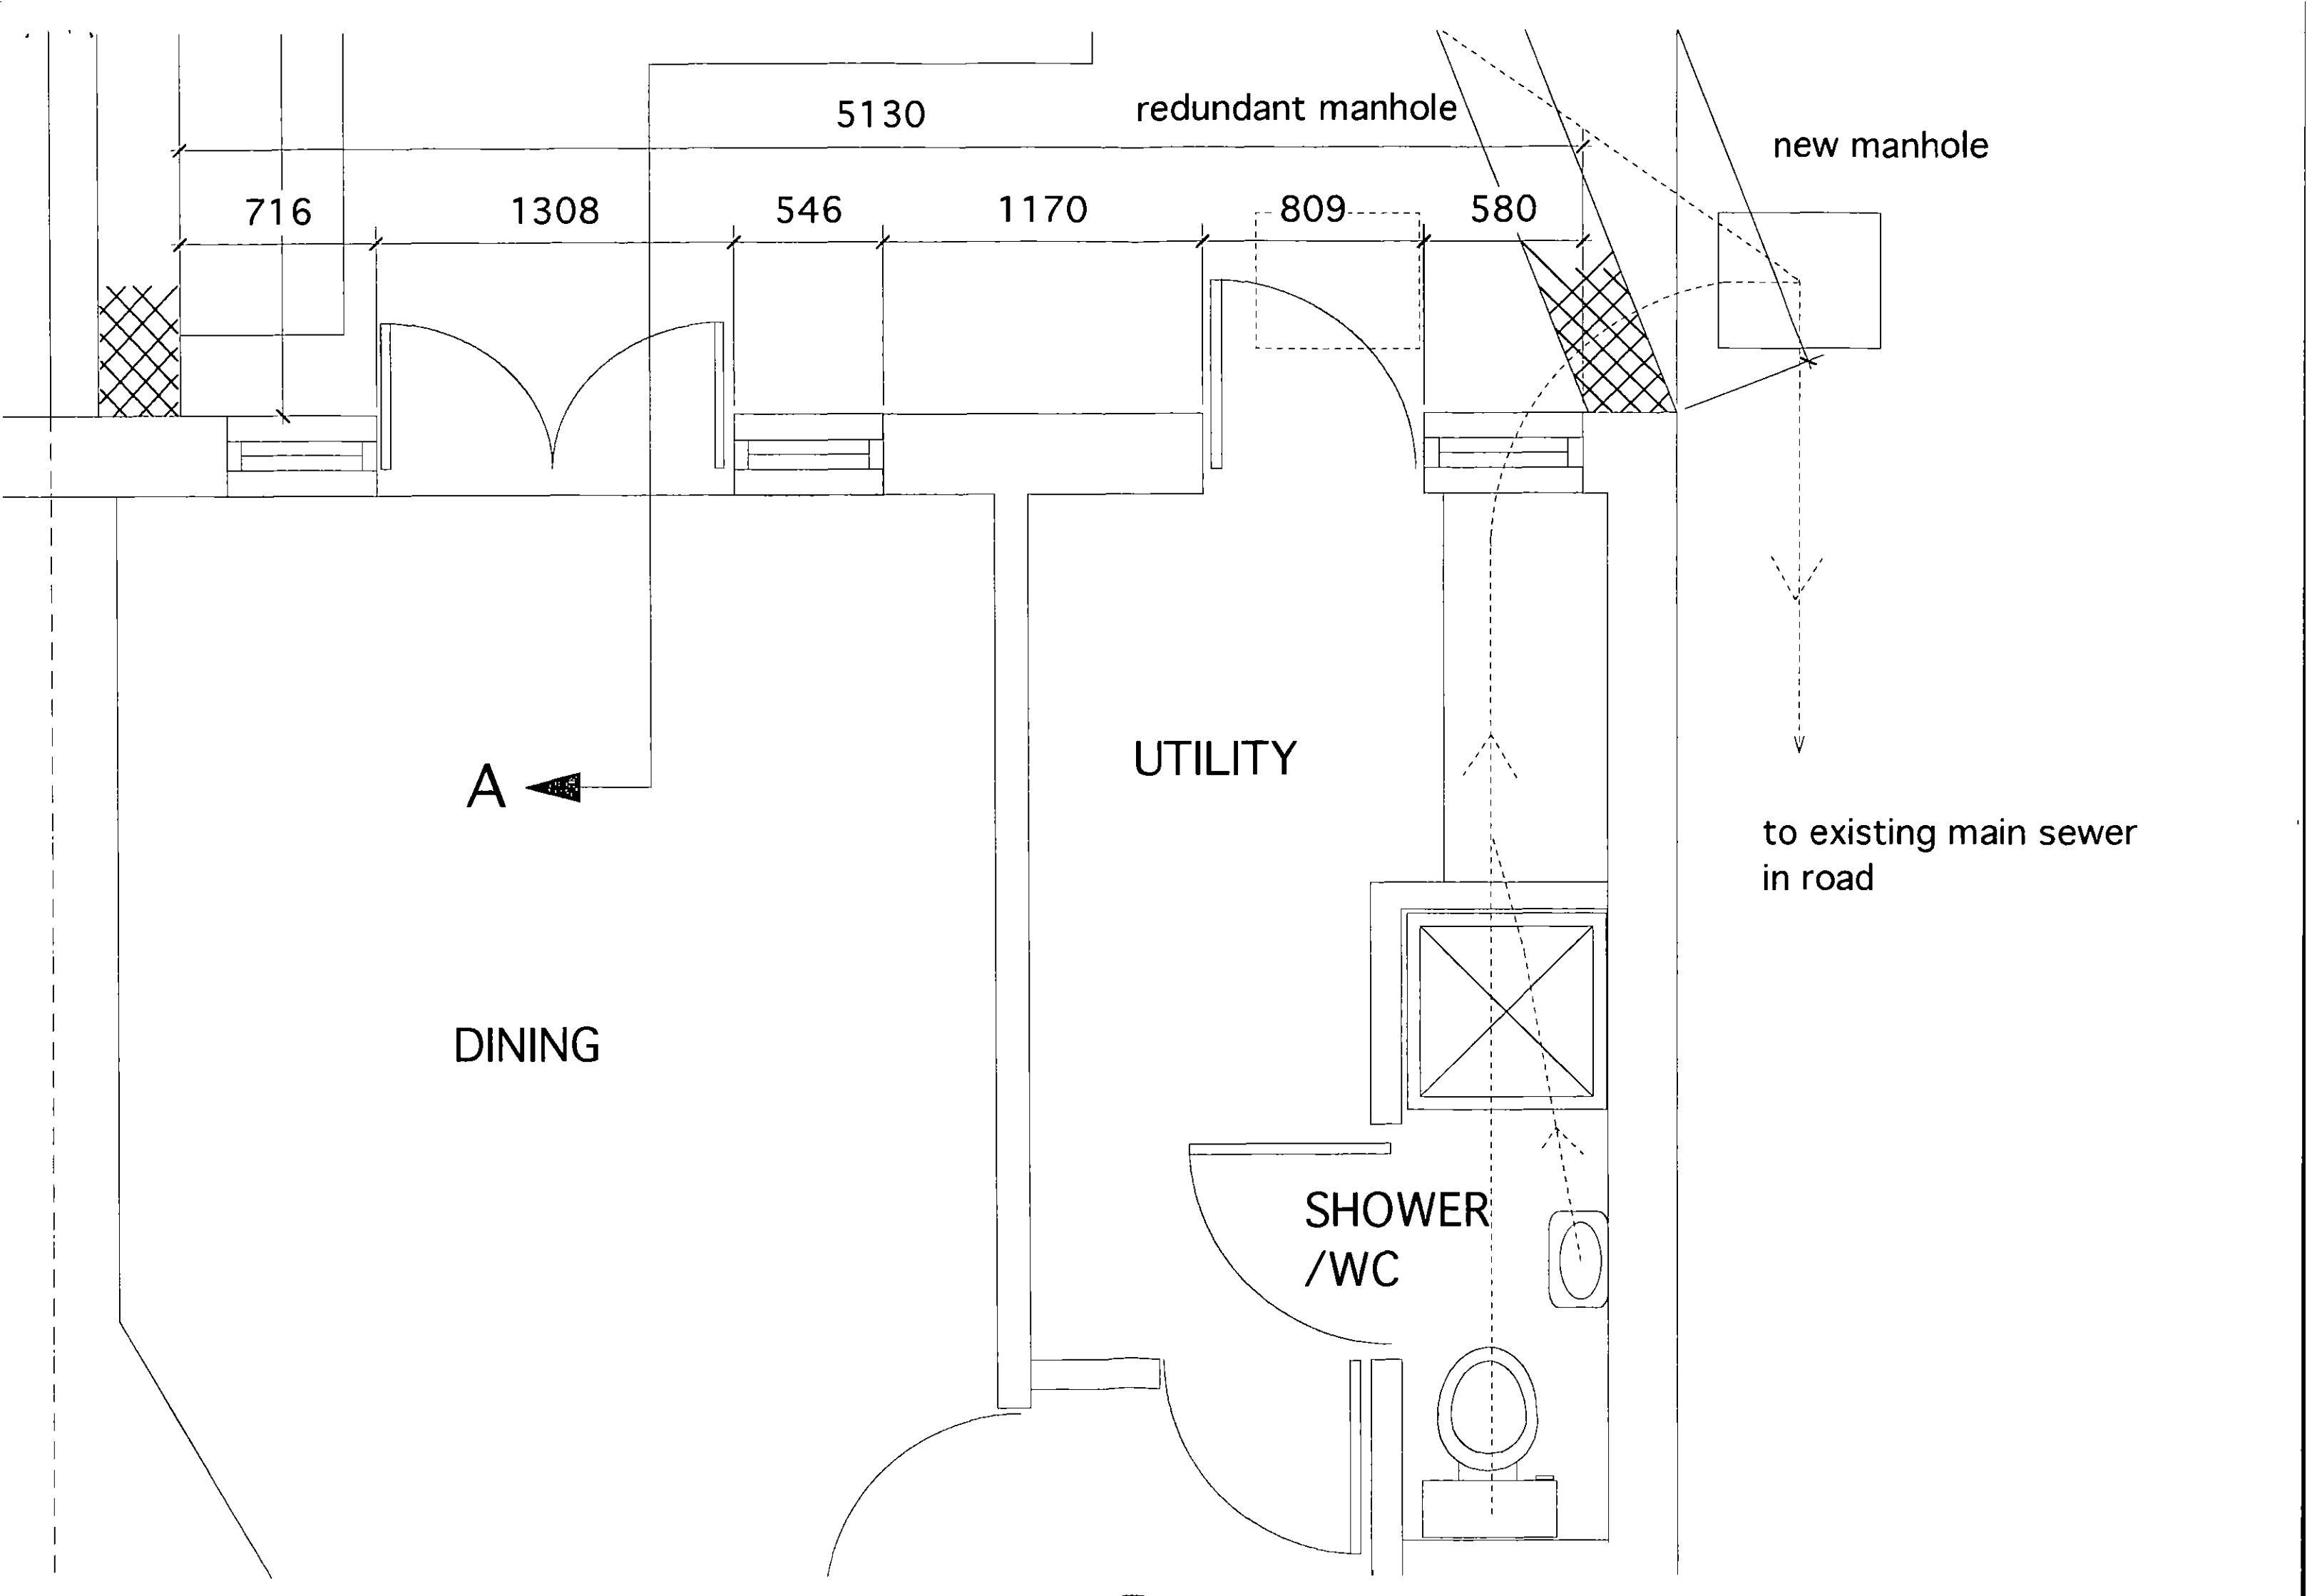 5130
redundant manhole
new manhole
716
1308
546
1170
809
580
A
UTILITY
to existing main sewer
in road
DINING
SHOWER
/WC